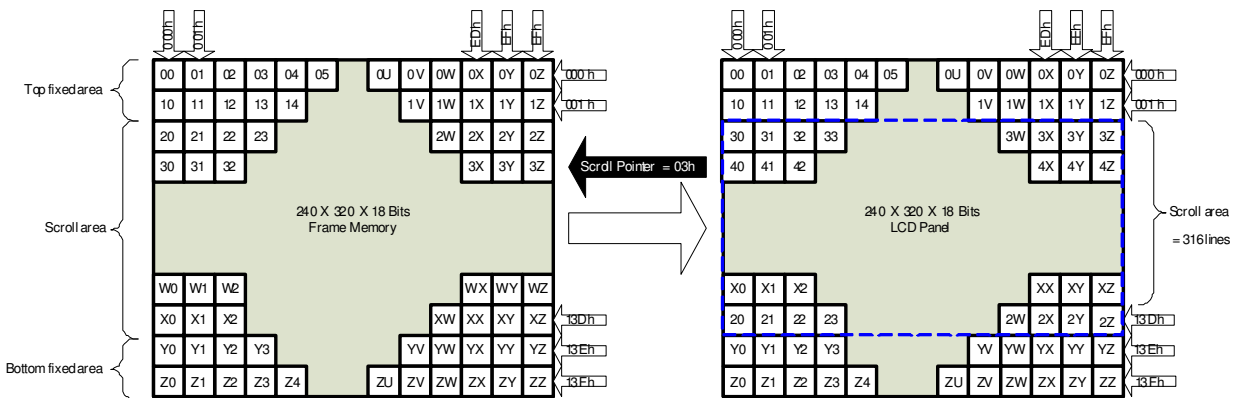 000h 001h EDh EFh EFh
000h 001h EDh EEh EFh
Top fixed area
00 01 02 03 04 05 0U 0V 0W 0X 0Y 0Z 000h
10 11 12 13 14 1V 1W 1X 1Y 1Z 001h
20 21 22 23 2W 2X 2Y 2Z
30 31 32 3X 3Y 3Z
Scroll area
240 X 320 X 18 Bits
Frame Memory
W0 W1 W2 WX WY WZ
X0 X1 X2 XW XX XY XZ 13Dh
Bottom fixed area
Y0 Y1 Y2 Y3 YV YW YX YY YZ 13Eh
Z0 Z1 Z2 Z3 Z4 ZU ZV ZW ZX ZY ZZ 13Fh
Scroll Pointer = 03h
00 01 02 03 04 05 0U 0V 0W 0X 0Y 0Z 000h
10 11 12 13 14 1V 1W 1X 1Y 1Z 001h
30 31 32 33 3W 3X 3Y 3Z
40 41 42 4X 4Y 4Z
240 X 320 X 18 Bits
LCD Panel
Scroll area
= 316 lines
X0 X1 X2 XX XY XZ
20 21 22 23 2W 2X 2Y 2Z 13Dh
Y0 Y1 Y2 Y3 YV YW YX YY YZ 13Eh
Z0 Z1 Z2 Z3 Z4 ZU ZV ZW ZX ZY ZZ 13Fh